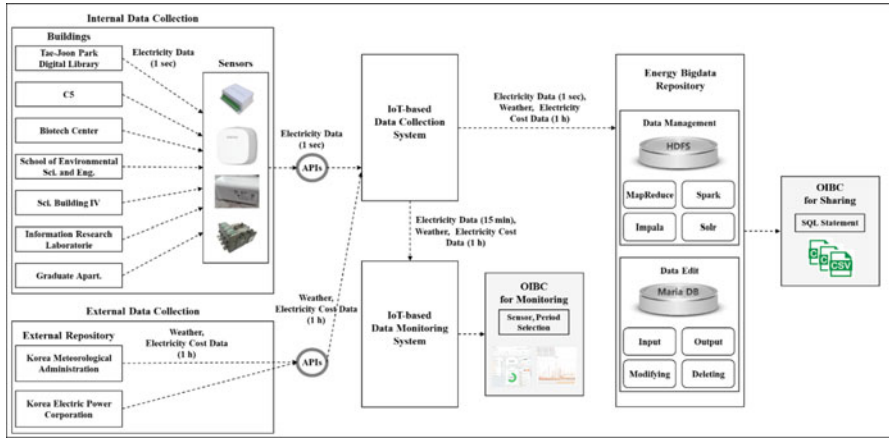 Internal Data Collection
Buildings
Tae-Joon Park
Digital Library
C5
Biotech Center
School of Environmental
Sci. and Eng.
Sci. Building IV
Information Research
Laboratorie
Graduate Apart.
Electricity Data
(1 sec)
Sensors
Electricity Data
(1 sec)
APIs
External Data Collection
External Repository
Korea Meteorological
Administration
Korea Electric Power
Corporation
Weather,
Electricity Cost Data
(1 h)
APIs
Weather,
Electricity Cost Data
(1 h)
IoT-based
Data Collection
System
Electricity Data (15 min),
Weather, Electricity Cost
Data (1 h)
IoT-based
Data Monitoring
System
Electricity Data (1 sec),
Weather, Electricity
Cost Data (1 h)
OIBC
for Monitoring
Sensor, Period
Selection
Energy Bigdata
Repository
Data Management
HDFS
MapReduce
Spark
Impala
Solr
Data Edit
Maria DB
Input
Output
Modifying
Deleting
OIBC
for Sharing
SQL Statement
CSV